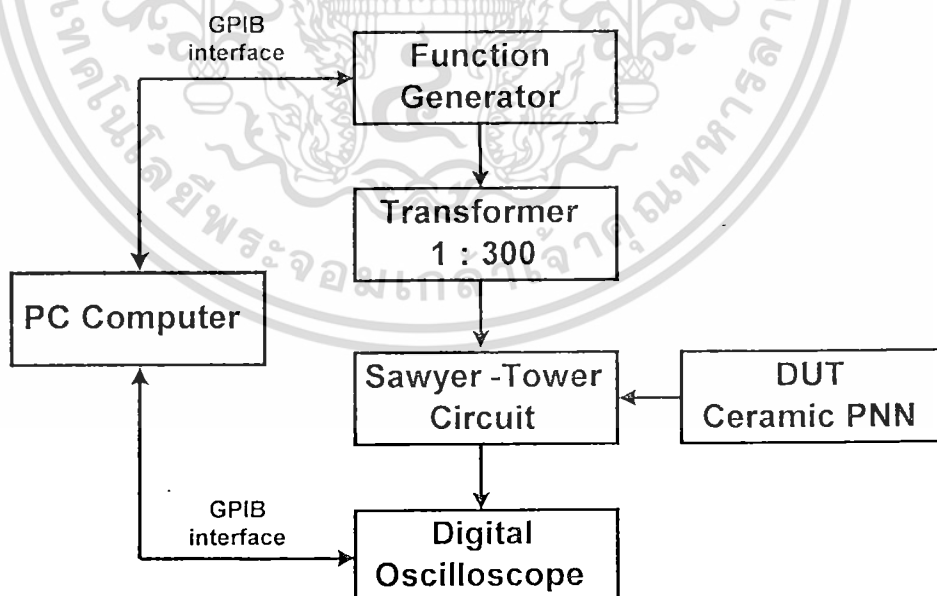 GPIB
interface
Function
Generator
Transformer
1 : 300
PC Computer
Sawyer -Tower
Circuit
DUT
Ceramic PNN
GPIB
interface
Digital
Oscilloscope